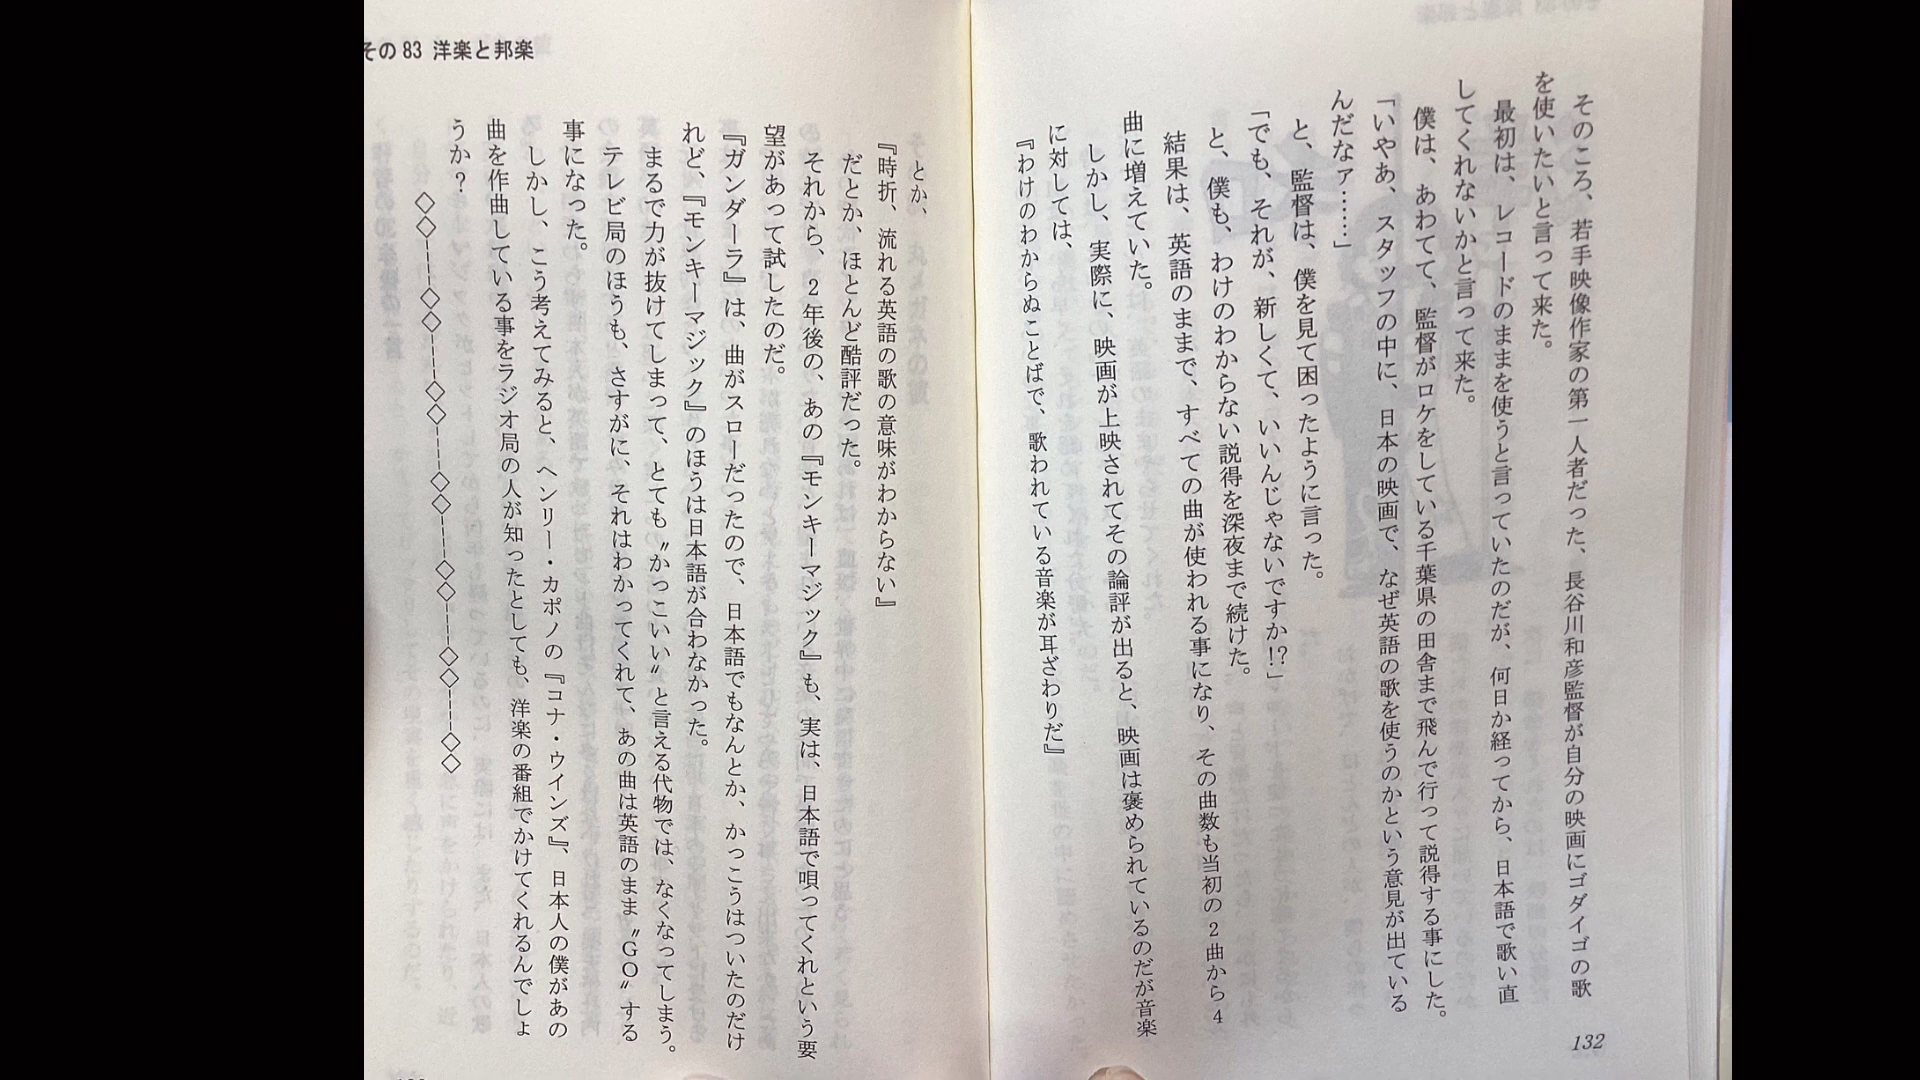 そのころ、若手映像作家の第一人者だった、長谷川和彦監督が自分の映画にゴダイゴの歌
を使いたいと言って来た。
最初は、レコードのままを使うと言っていたのだが、何日か経ってから、日本語で歌い直
してくれないかと言って来た。
僕は、あわてて、監督がロケをしている千葉県の田舎まで飛んで行って説得する事にした。
「いやあ、スタッフの中に、日本の映画で、なぜ英語の歌を使うのかという意見が出ている
んだなァ……」
と、監督は、僕を見て困ったように言った。
「でも、それが、新しくて、いいんじゃないですか!?」
と、僕も、わけのわからない説得を深夜まで続けた。
結果は、英語のままで、すべての曲が使われる事になり、その曲数も当初の2曲から4
曲に増えていた。
しかし、実際に、映画が上映されてその論評が出ると、映画は褒められているのだが音楽
に対しては、
『わけのわからぬことばで、歌われている音楽が耳ざわりだ』
132
その83 洋楽と邦楽
とか、
『時折、流れる英語の歌の意味がわからない』
だとか、ほとんど酷評だった。
それから、2年後の、あの『モンキーマジック』も、実は、日本語で唄ってくれという要
望があって試したのだ。
『ガンダーラ』は、曲がスローだったので、日本語でもなんとか、かっこうはついたのだけ
れど、『モンキーマジック』のほうは日本語が合わなかった。
まるで力が抜けてしまって、とても〝かっこいい〟と言える代物では、なくなってしまう。
テレビ局のほうも、さすがに、それはわかってくれて、あの曲は英語のまま〝GO〟する
事になった。
しかし、こう考えてみると、ヘンリー・カポノの『コナ・ウインズ』、日本人の僕があの
曲を作曲している事をラジオ局の人が知ったとしても、洋楽の番組でかけてくれるんでしょ
うか?
◇◇————◇◇————◇◇————◇◇————◇◇————◇◇————◇◇